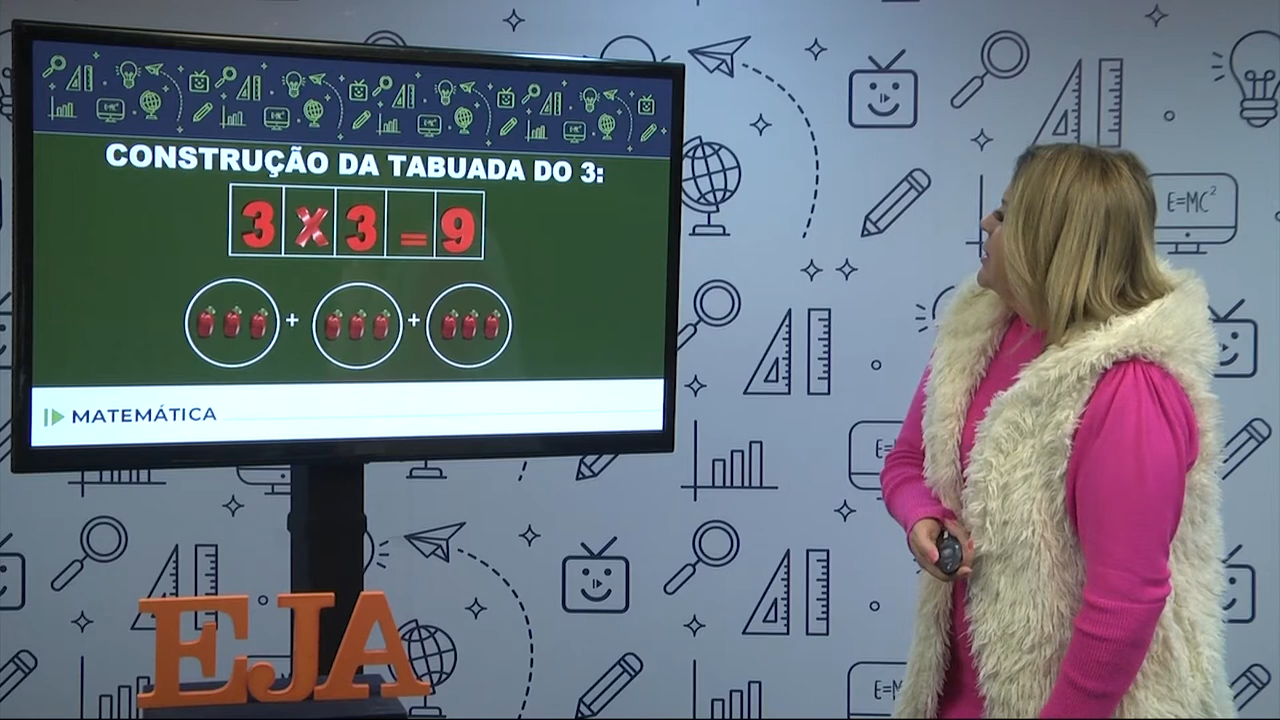 CONSTRUÇÃO DA TABUADA DO 3:
3 x 3 = 9
+ +
MATEMÁTICA
EJA
E=MC²
E=
E=M